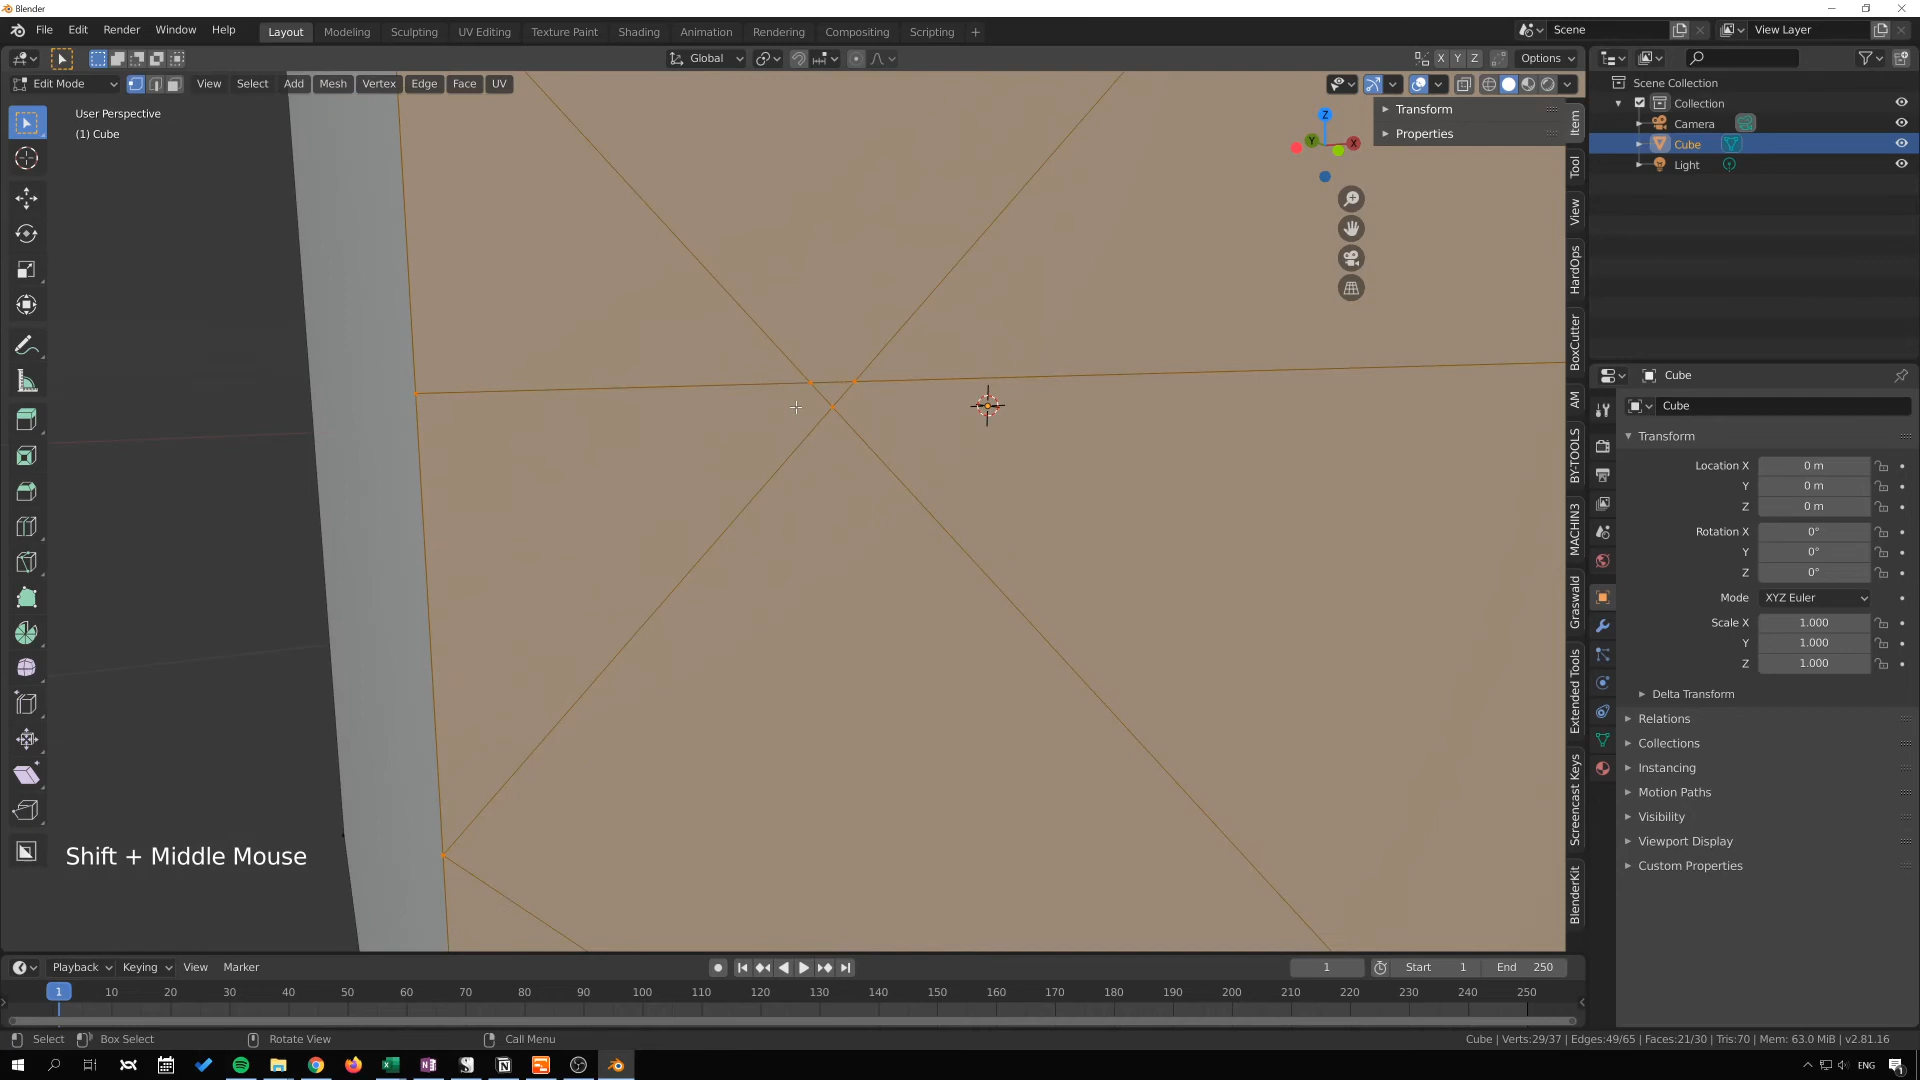 Blender
File Edit Render Window Help
Layout Modeling Sculpting UV Editing Texture Paint Shading Animation Rendering Compositing Scripting +
Scene
View Layer
Global
X Y Z
Options
Edit Mode
View Select Add Mesh Vertex Edge Face UV
User Perspective
(1) Cube
Z
Y
X
Transform
Properties
Item
Tool
View
HardOps
BoxCutter
AM
BY-TOOLS
MACHIN3
Graswald
Extended Tools
Screencast Keys
BlenderKit
Scene Collection
Collection
Camera
Cube
Light
Cube
Cube
Transform
Location X 0 m
Y 0 m
Z 0 m
Rotation X 0°
Y 0°
Z 0°
Mode XYZ Euler
Scale X 1.000
Y 1.000
Z 1.000
Delta Transform
Relations
Collections
Instancing
Motion Paths
Visibility
Viewport Display
Custom Properties
Shift + Middle Mouse
Playback Keying View Marker
1
Start 1
End 250
1 10 20 30 40 50 60 70 80 90 100 110 120 130 140 150 160 170 180 190 200 210 220 230 240 250
Select Box Select Rotate View Call Menu
Cube | Verts:29/37 | Edges:49/65 | Faces:21/30 | Tris:70 | Mem: 63.0 MiB | v2.81.16
ENG